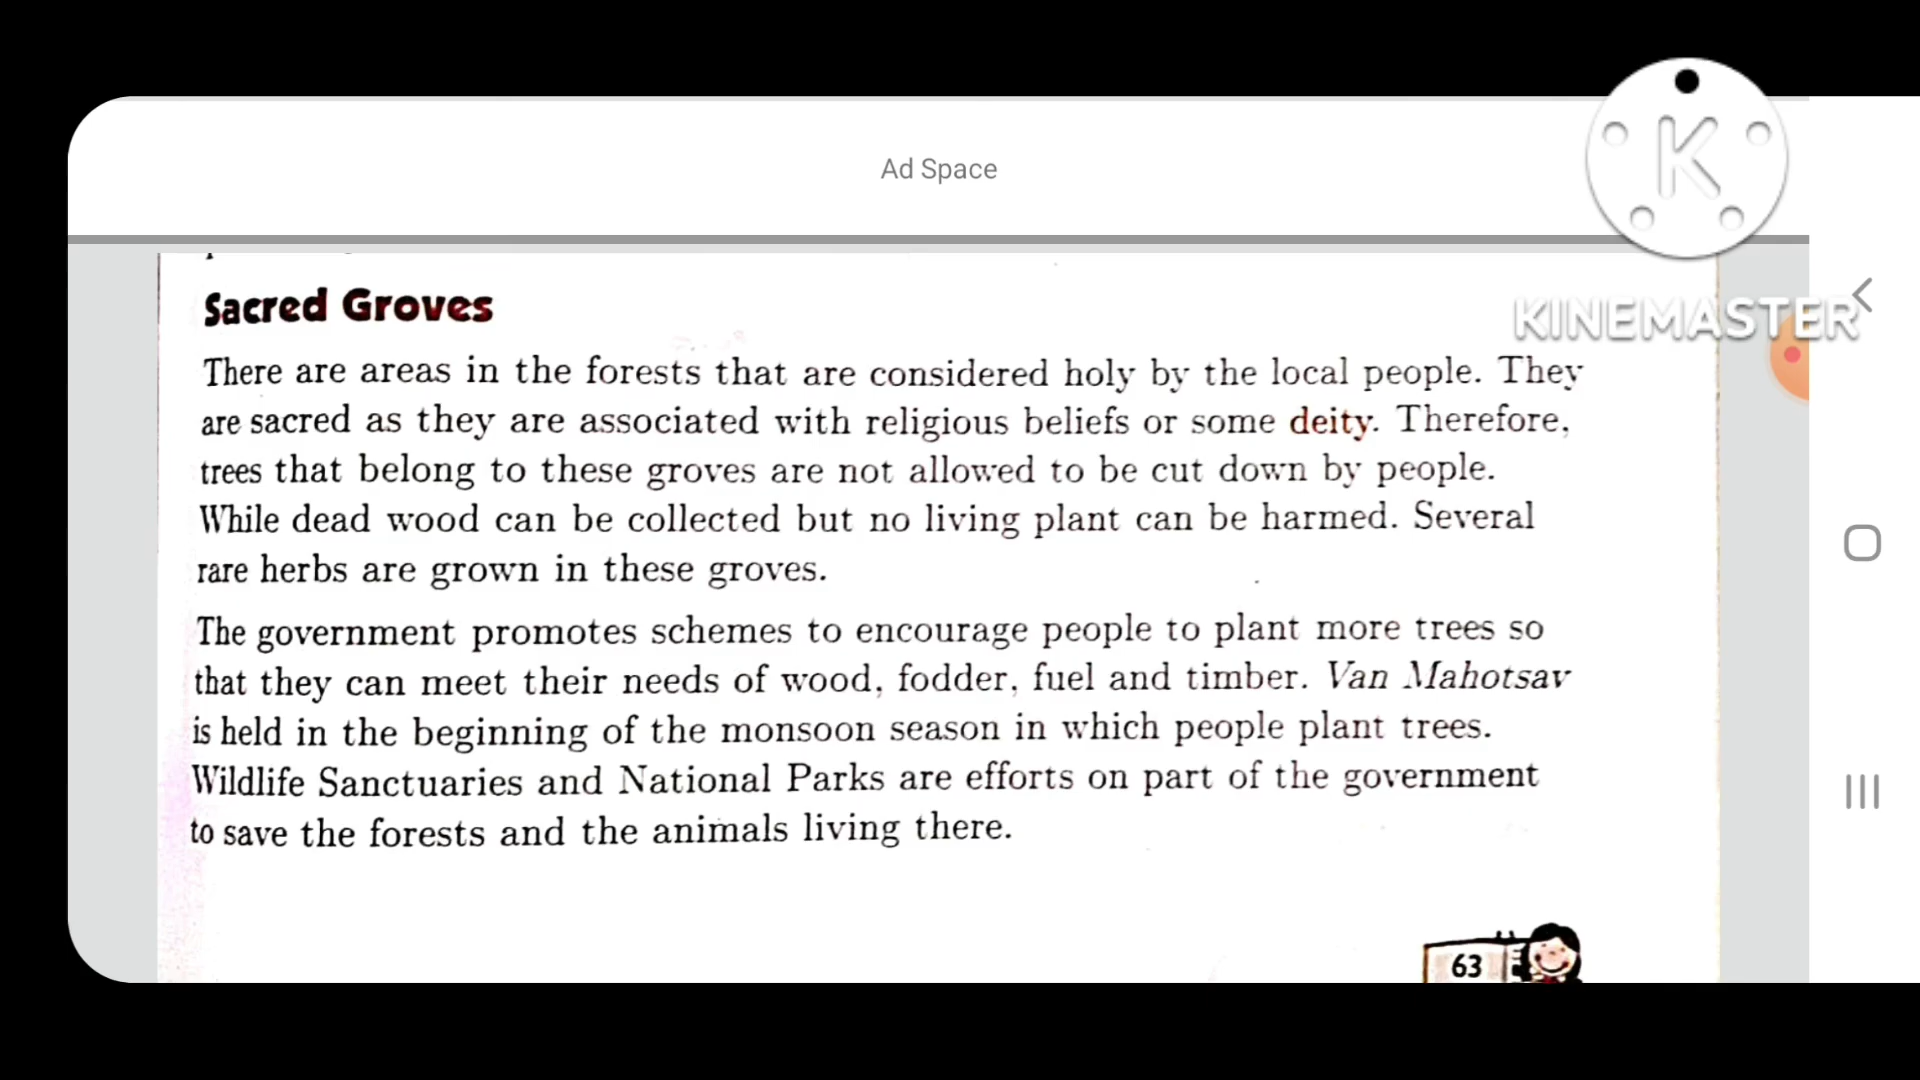 Ad Space
K
KINEMASTER
Sacred Groves
There are areas in the forests that are considered holy by the local people. They
are sacred as they are associated with religious beliefs or some deity. Therefore,
trees that belong to these groves are not allowed to be cut down by people.
While dead wood can be collected but no living plant can be harmed. Several
rare herbs are grown in these groves.
The government promotes schemes to encourage people to plant more trees so
that they can meet their needs of wood, fodder, fuel and timber. Van Mahotsav
is held in the beginning of the monsoon season in which people plant trees.
Wildlife Sanctuaries and National Parks are efforts on part of the government
to save the forests and the animals living there.
63